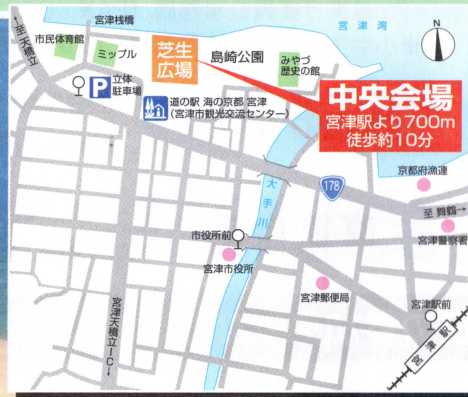 宮津桟橋
宮津湾
N
↑至天橋立
市民体育館
ミップル
芝生
広場
島崎公園
みやづ
歴史の館
P
立体
駐車場
道の駅 海の京都 宮津
(宮津市観光交流センター)
中央会場
宮津駅より700m
徒歩約10分
京都府漁連
178
大手川
至 舞鶴→
市役所前
宮津警察署
宮津市役所
宮津郵便局
宮津駅前
宮津天橋立IC↓
宮津駅